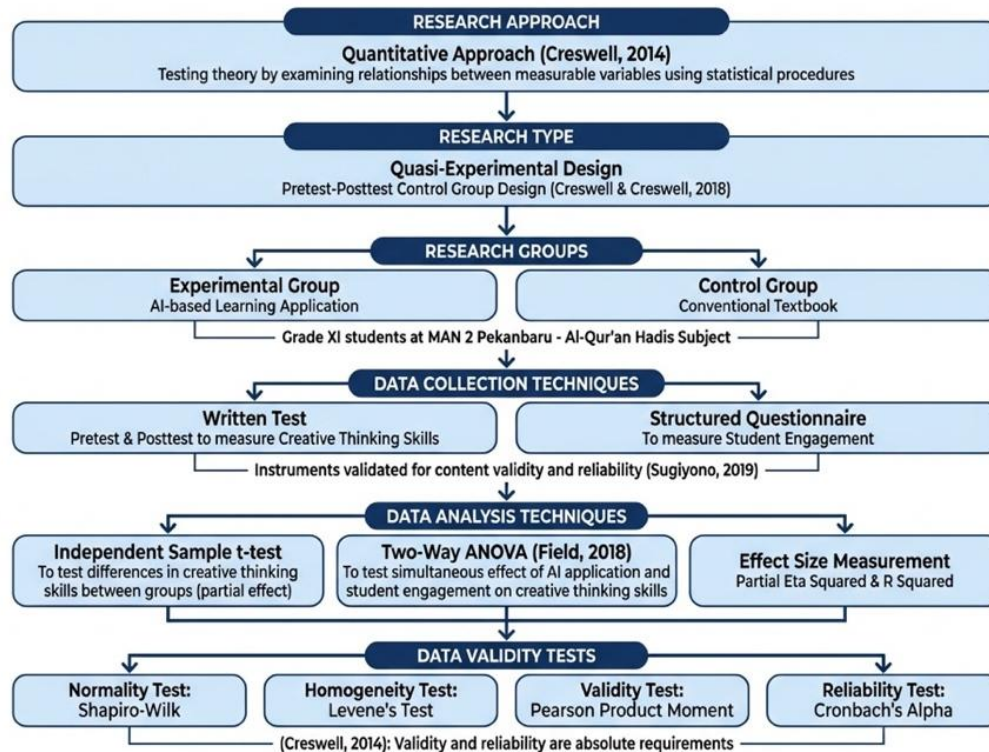 RESEARCH APPROACH
Quantitative Approach (Creswell, 2014)
Testing theory by examining relationships between measurable variables using statistical procedures
RESEARCH TYPE
Quasi-Experimental Design
Pretest-Posttest Control Group Design (Creswell & Creswell, 2018)
RESEARCH GROUPS
Experimental Group
AI-based Learning Application
Control Group
Conventional Textbook
Grade XI students at MAN 2 Pekanbaru - Al-Qur'an Hadis Subject
DATA COLLECTION TECHNIQUES
Written Test
Pretest & Posttest to measure Creative Thinking Skills
Structured Questionnaire
To measure Student Engagement
Instruments validated for content validity and reliability (Sugiyono, 2019)
DATA ANALYSIS TECHNIQUES
Independent Sample t-test
To test differences in creative thinking
skills between groups (partial effect)
Two-Way ANOVA (Field, 2018)
To test simultaneous effect of AI application and
student engagement on creative thinking skills
Effect Size Measurement
Partial Eta Squared & R Squared
DATA VALIDITY TESTS
Normality Test:
Shapiro-Wilk
Homogeneity Test:
Levene's Test
Validity Test:
Pearson Product Moment
Reliability Test:
Cronbach's Alpha
(Creswell, 2014): Validity and reliability are absolute requirements